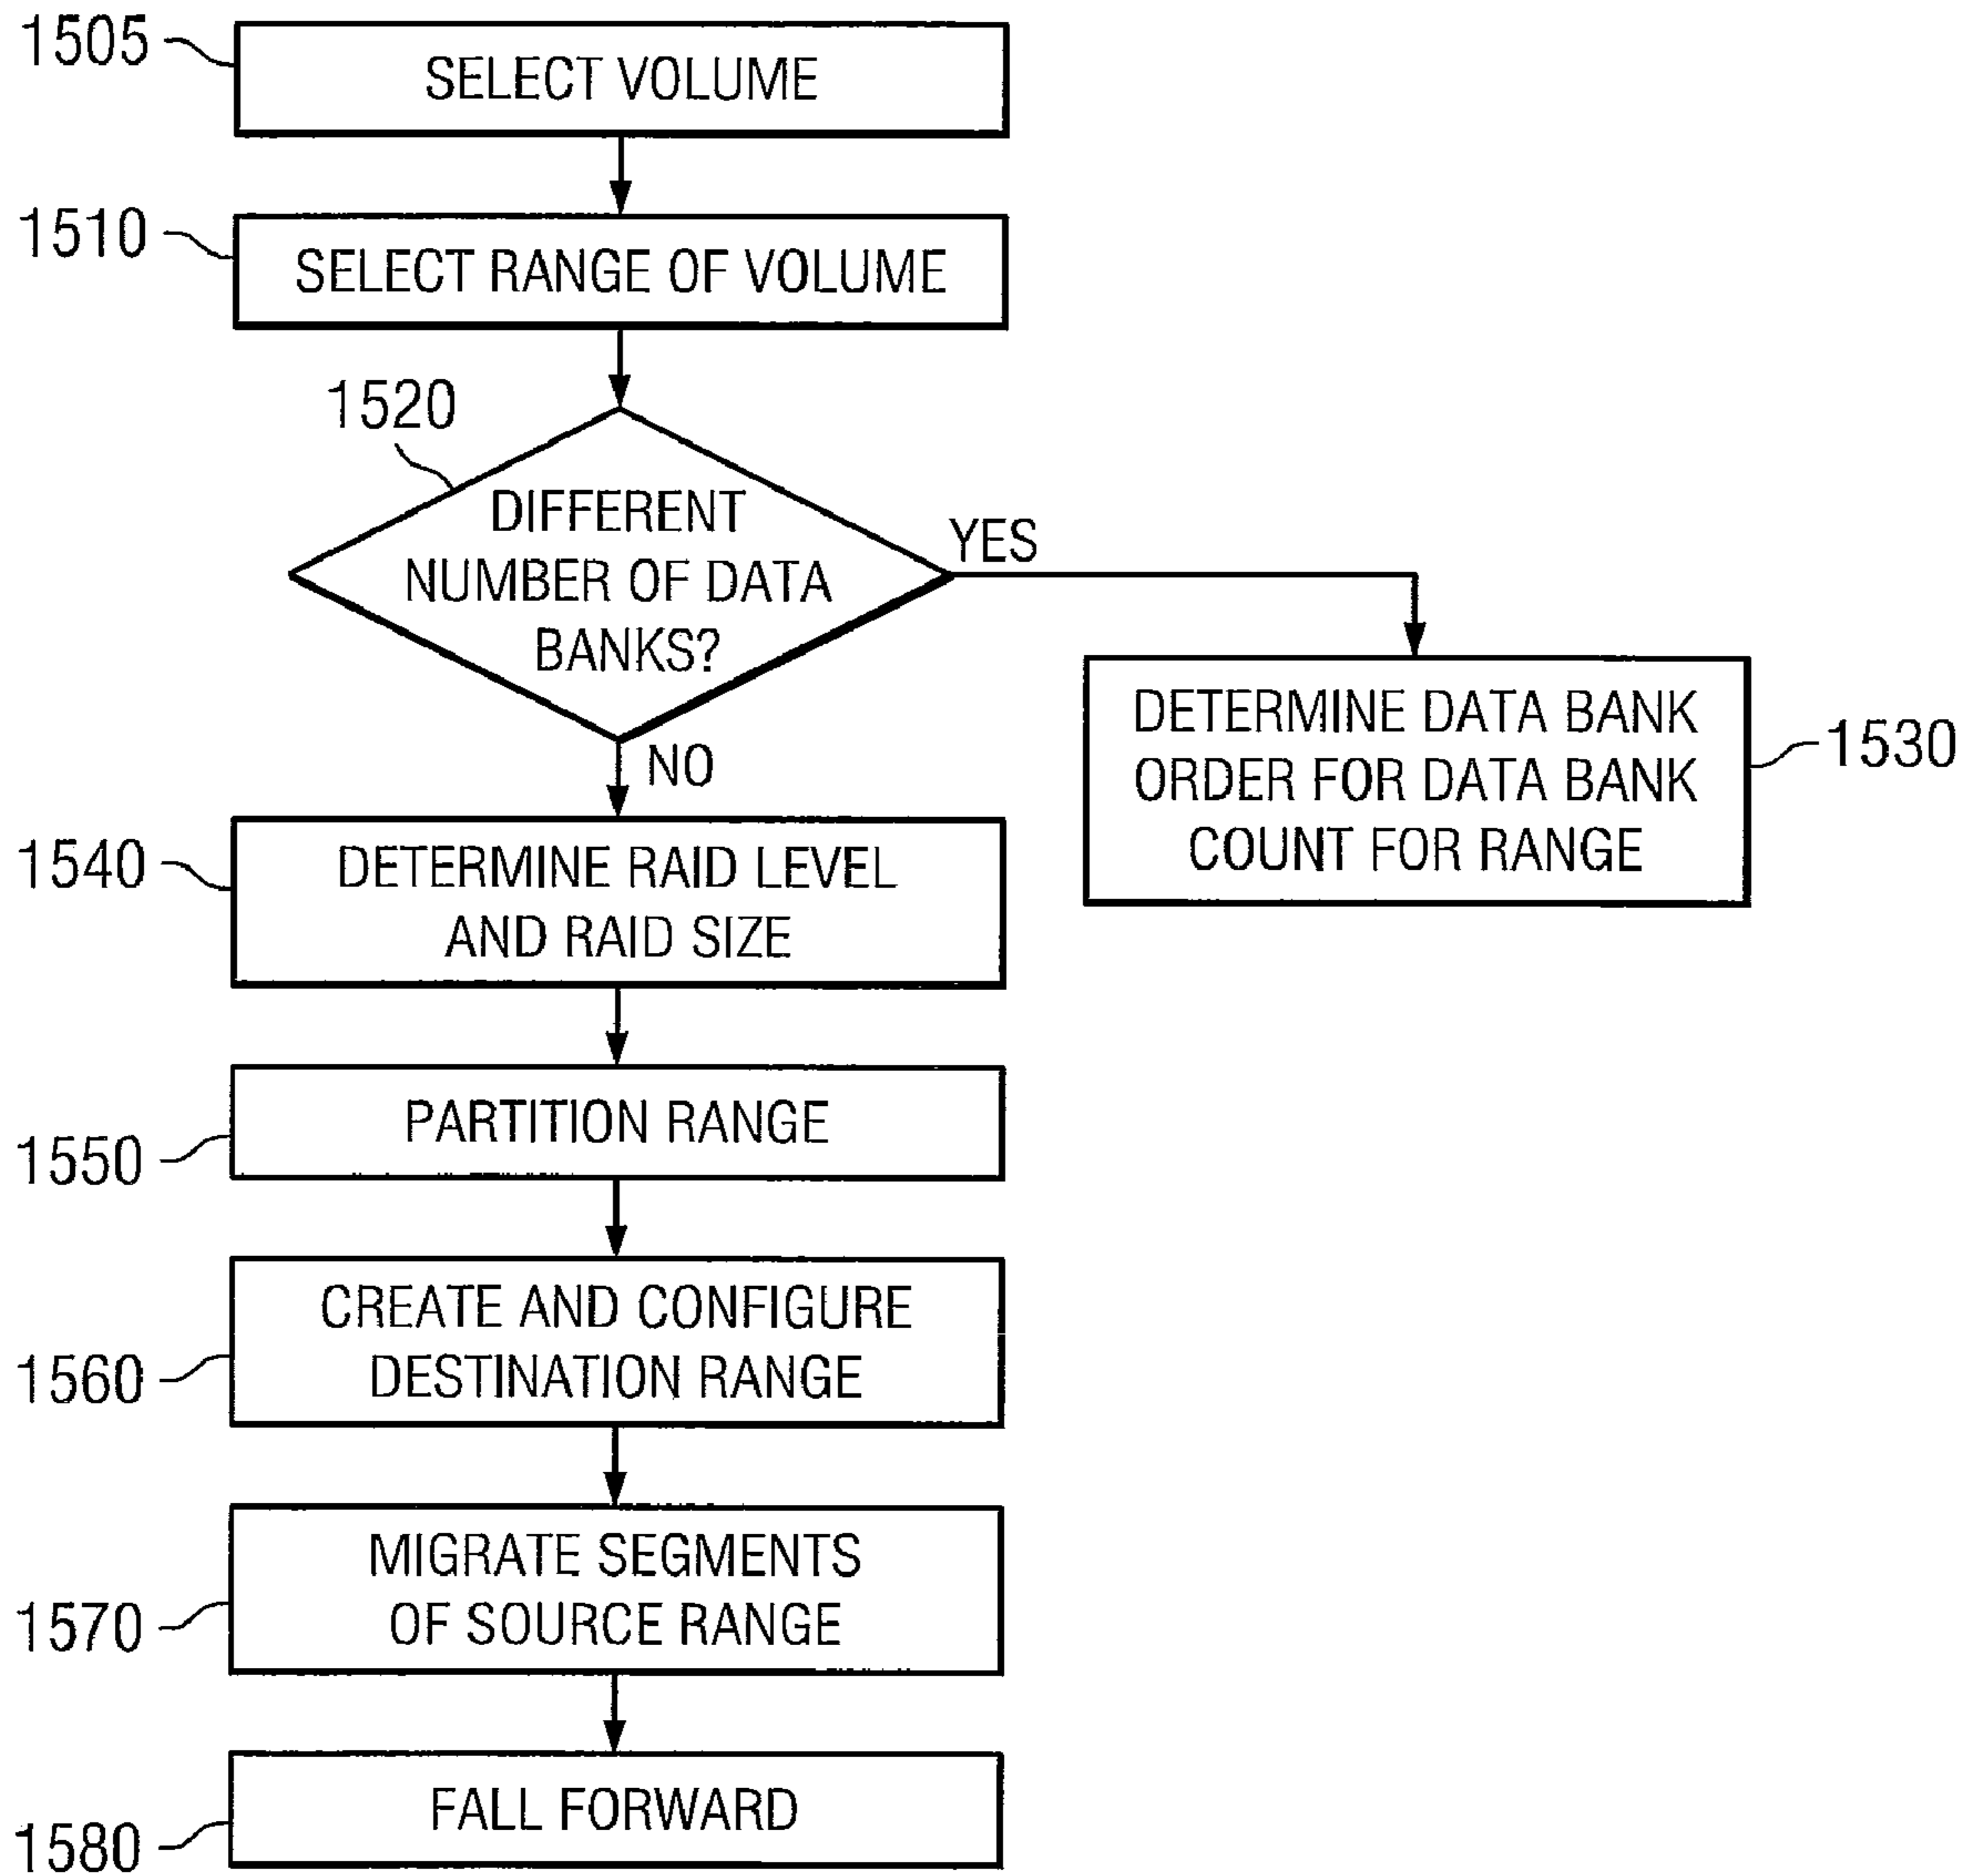 1505
SELECT VOLUME
1510
SELECT RANGE OF VOLUME
1520
DIFFERENT
NUMBER OF DATA
BANKS?
YES
DETERMINE DATA BANK
ORDER FOR DATA BANK
COUNT FOR RANGE
1530
NO
1540
DETERMINE RAID LEVEL
AND RAID SIZE
1550
PARTITION RANGE
1560
CREATE AND CONFIGURE
DESTINATION RANGE
1570
MIGRATE SEGMENTS
OF SOURCE RANGE
1580
FALL FORWARD